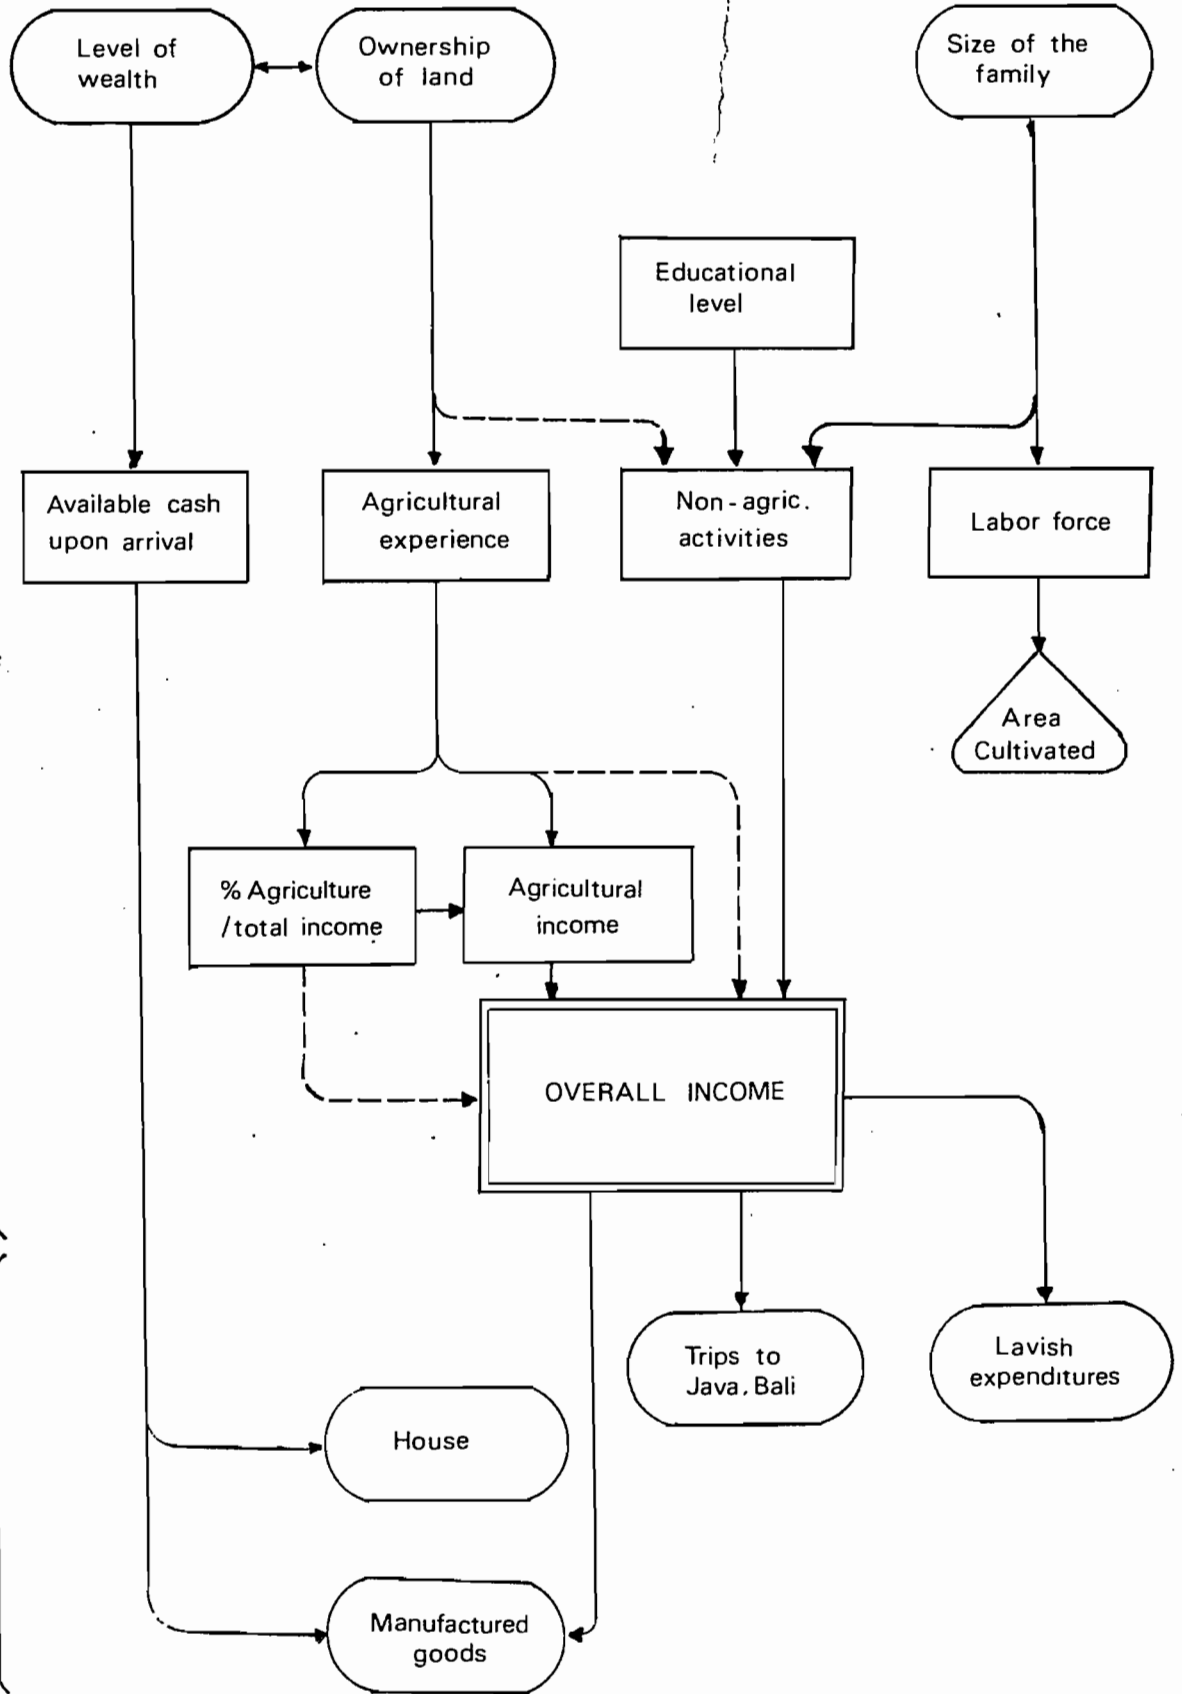 Level of
wealth
Ownership
of land
Size of the
family
Educational
level
Available cash
upon arrival
Agricultural
experience
Non-agric.
activities
Labor force
Area
Cultivated
% Agriculture
/total income
Agricultural
income
OVERALL INCOME
Trips to
Java. Bali
Lavish
expenditures
House
Manufactured
goods